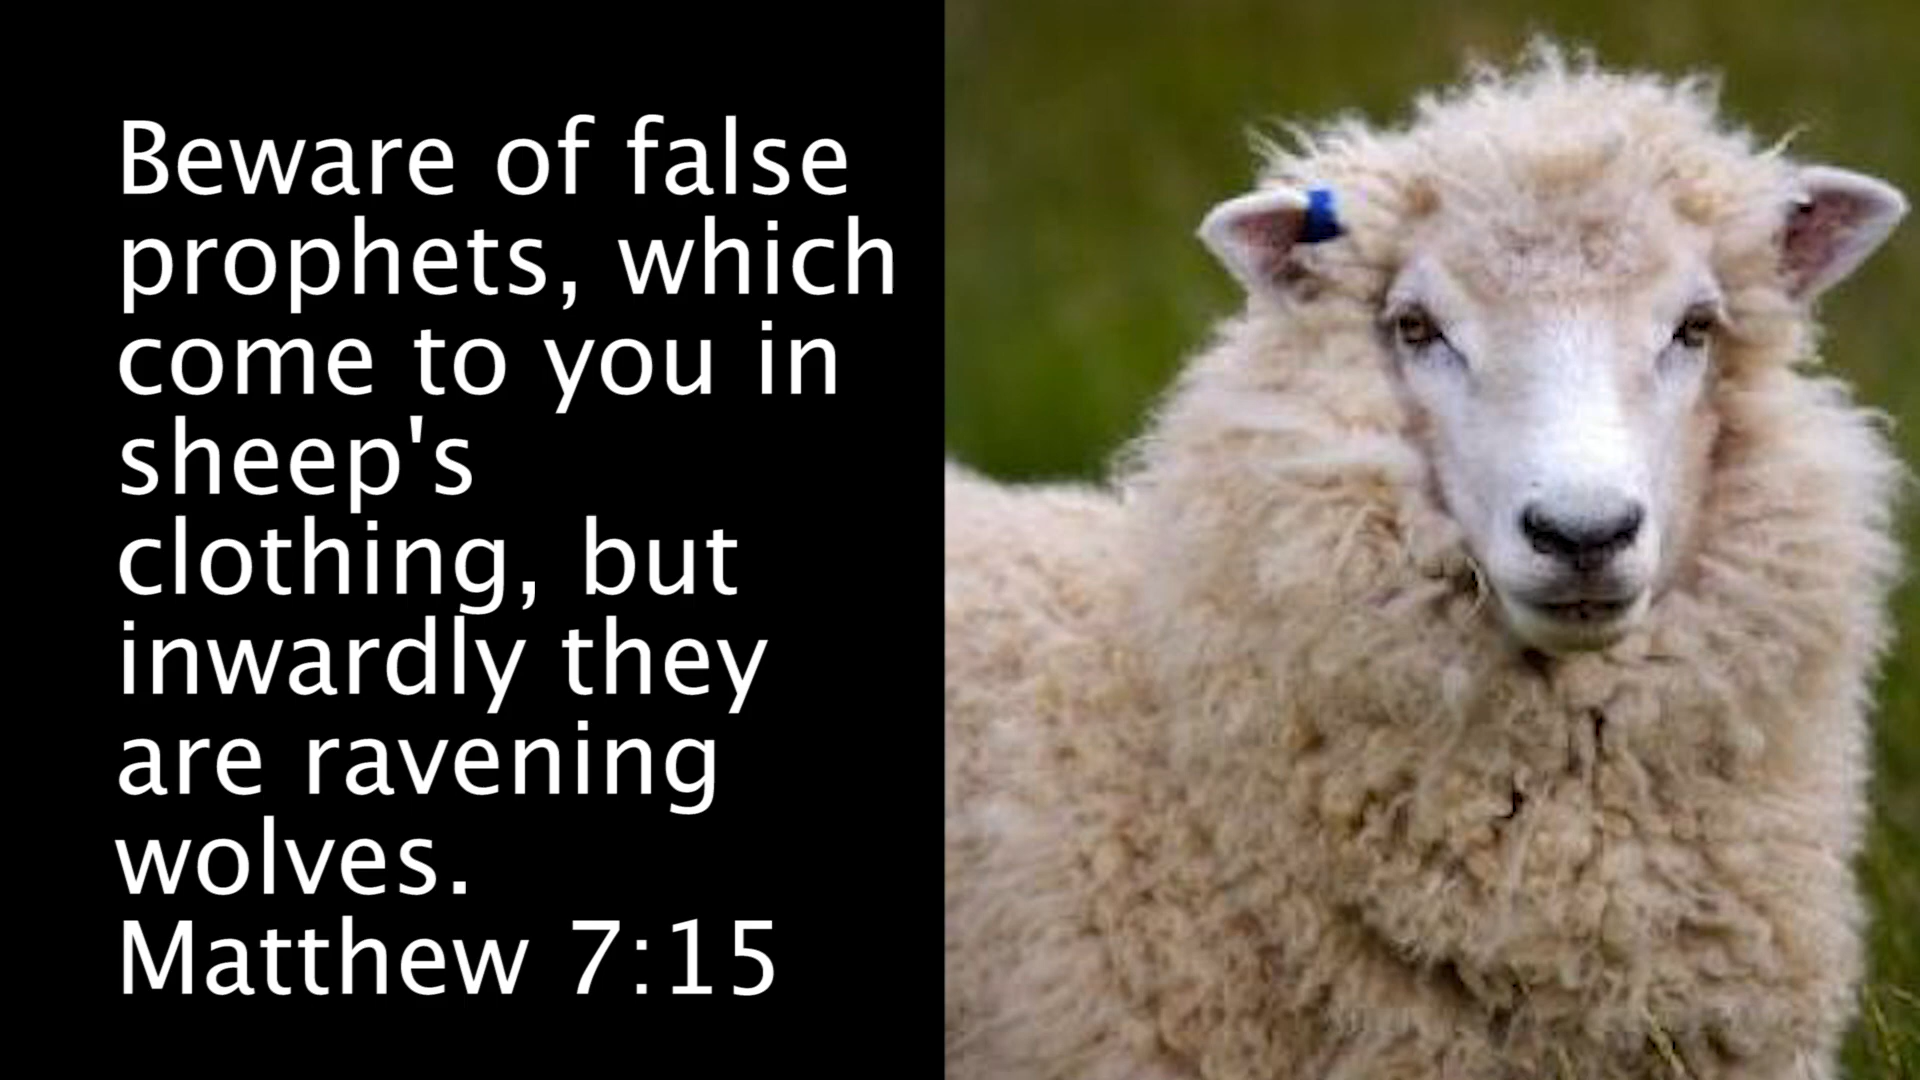 Beware of false
prophets, which
come to you in
sheep's
clothing, but
inwardly they
are ravening
wolves.
Matthew 7:15